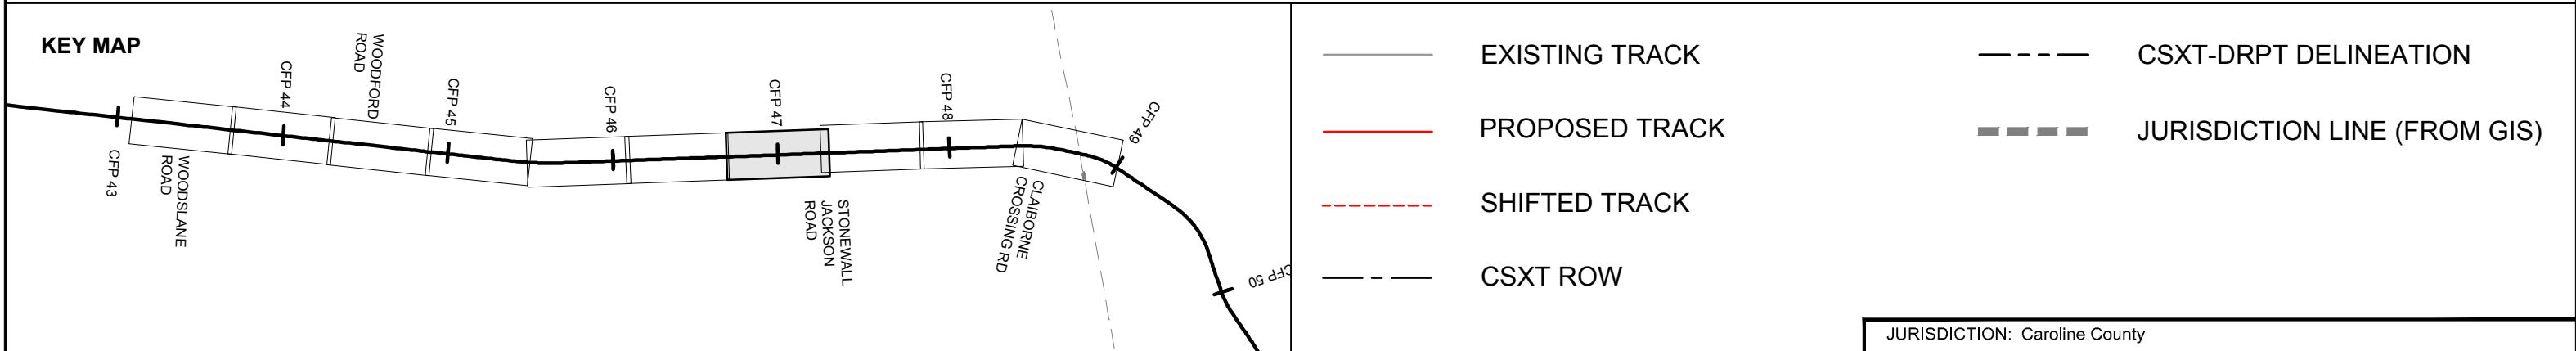 KEY MAP
CFP 43
WOODSLANE
ROAD
CFP 44
WOODFORD
ROAD
CFP 45
CFP 46
CFP 47
STONEWALL
JACKSON
ROAD
CFP 48
CLAIBORNE
CROSSING RD
CFP 49
CFP 50
EXISTING TRACK
PROPOSED TRACK
SHIFTED TRACK
CSXT ROW
CSXT-DRPT DELINEATION
JURISDICTION LINE (FROM GIS)
JURISDICTION: Caroline County